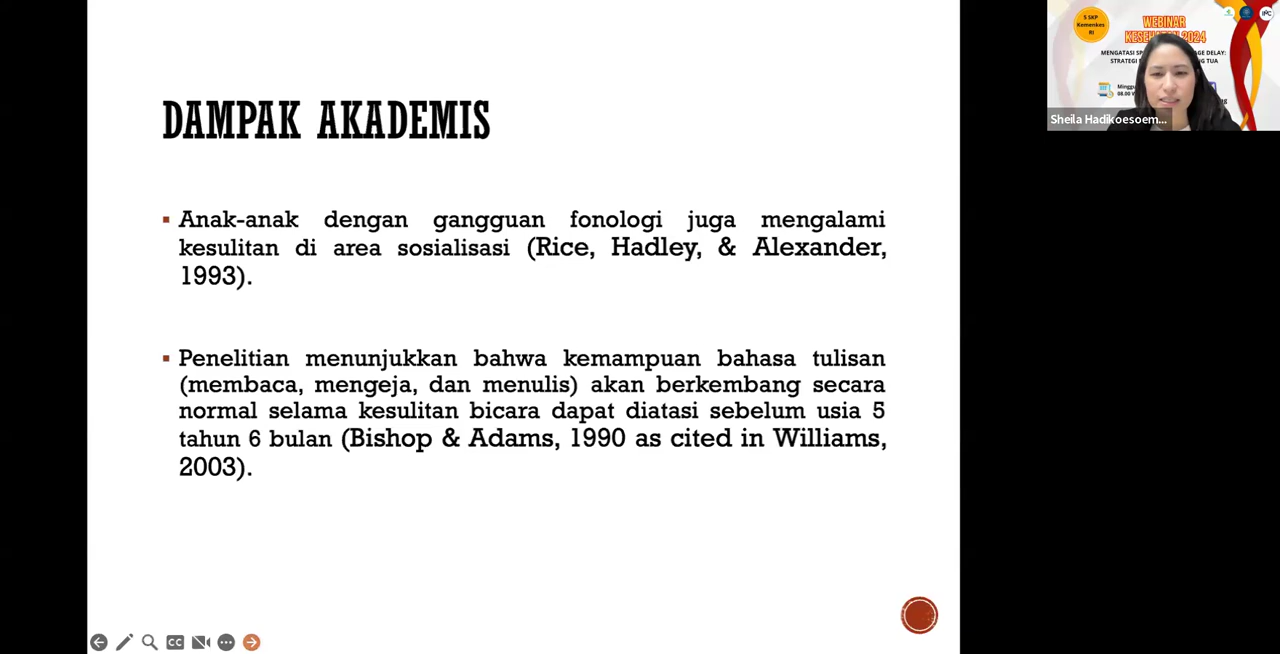 DAMPAK AKADEMIS
▪ Anak-anak dengan gangguan fonologi juga mengalami
kesulitan di area sosialisasi (Rice, Hadley, & Alexander,
1993).
▪ Penelitian menunjukkan bahwa kemampuan bahasa tulisan
(membaca, mengeja, dan menulis) akan berkembang secara
normal selama kesulitan bicara dapat diatasi sebelum usia 5
tahun 6 bulan (Bishop & Adams, 1990 as cited in Williams,
2003).
CC
5 SKP
Kemenkes
RI
WEBINAR
KESEHATAN 2024
MENGATASI SP AGE DELAY:
STRATEGI G TUA
Minggu
08.00 W
Sheila Hadikoesoem...